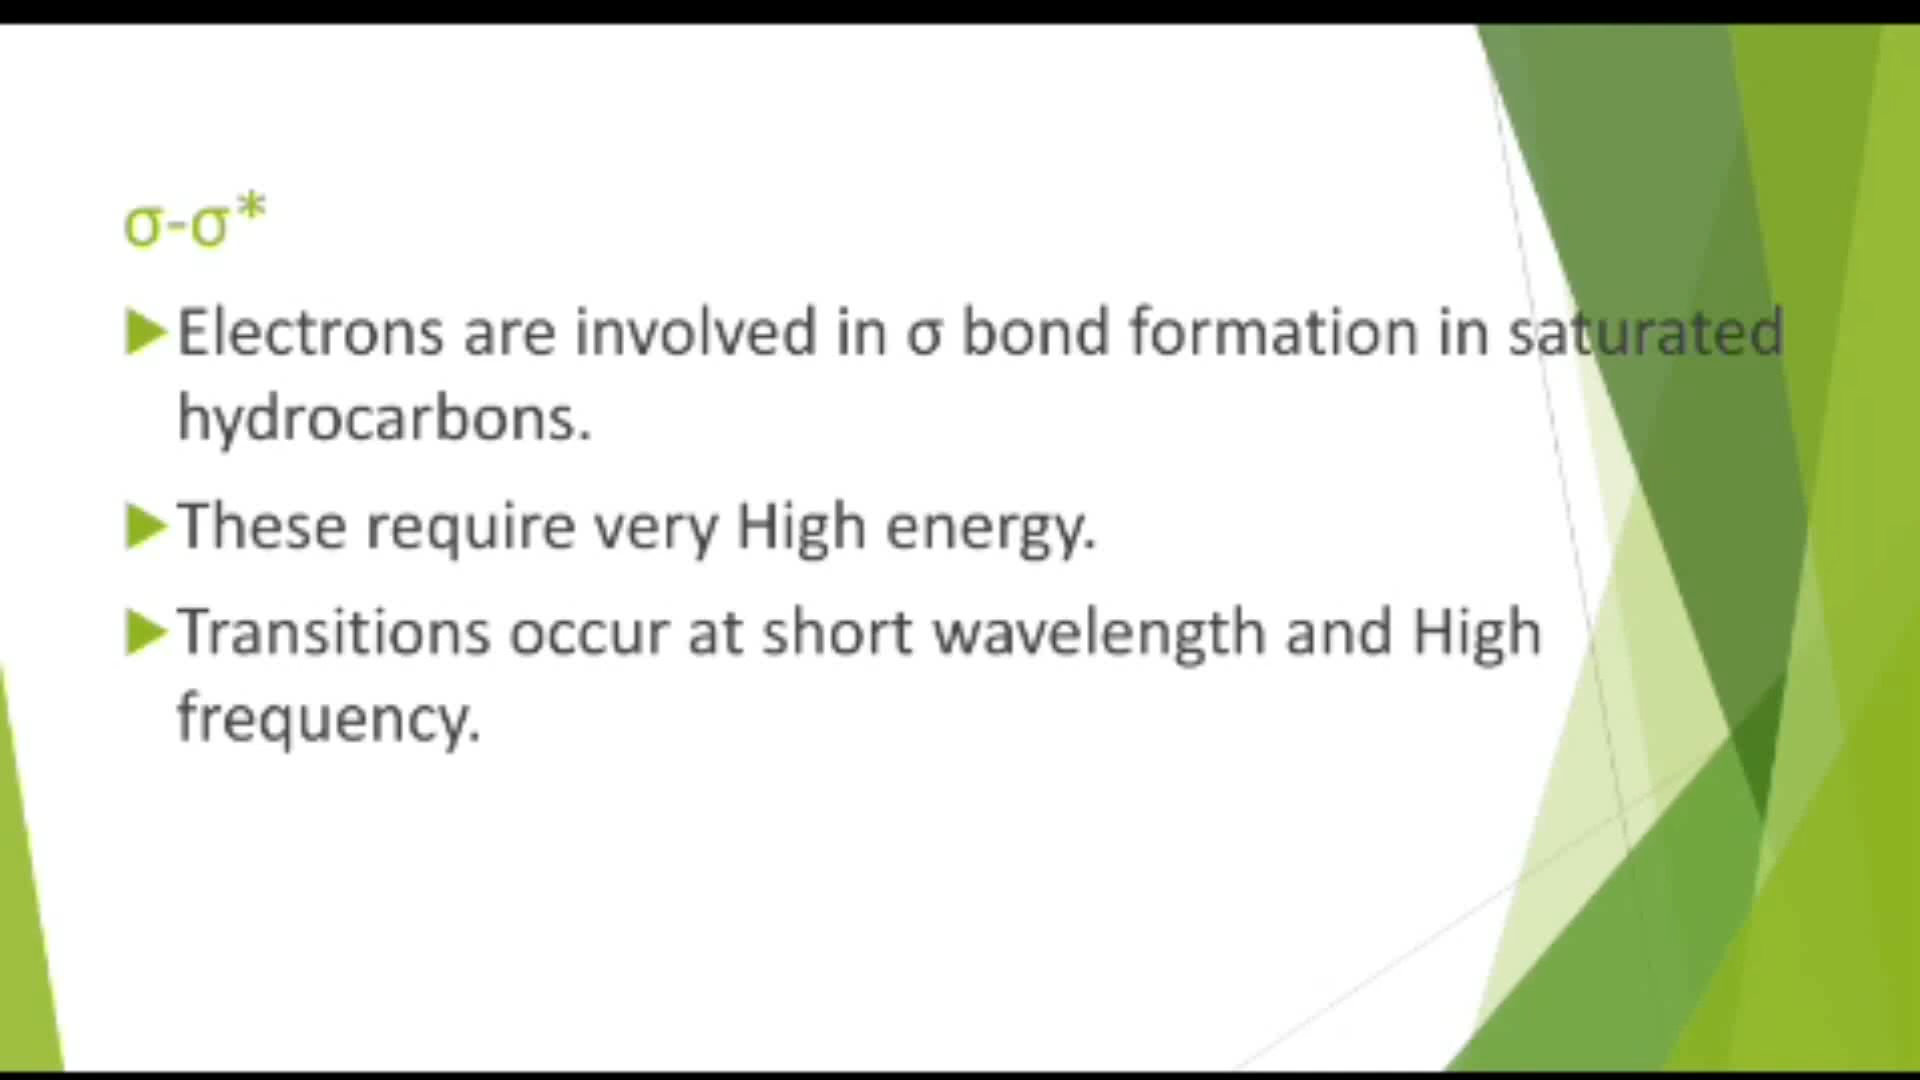 σ-σ*
Electrons are involved in σ bond formation in saturated
hydrocarbons.
These require very High energy.
Transitions occur at short wavelength and High
frequency.